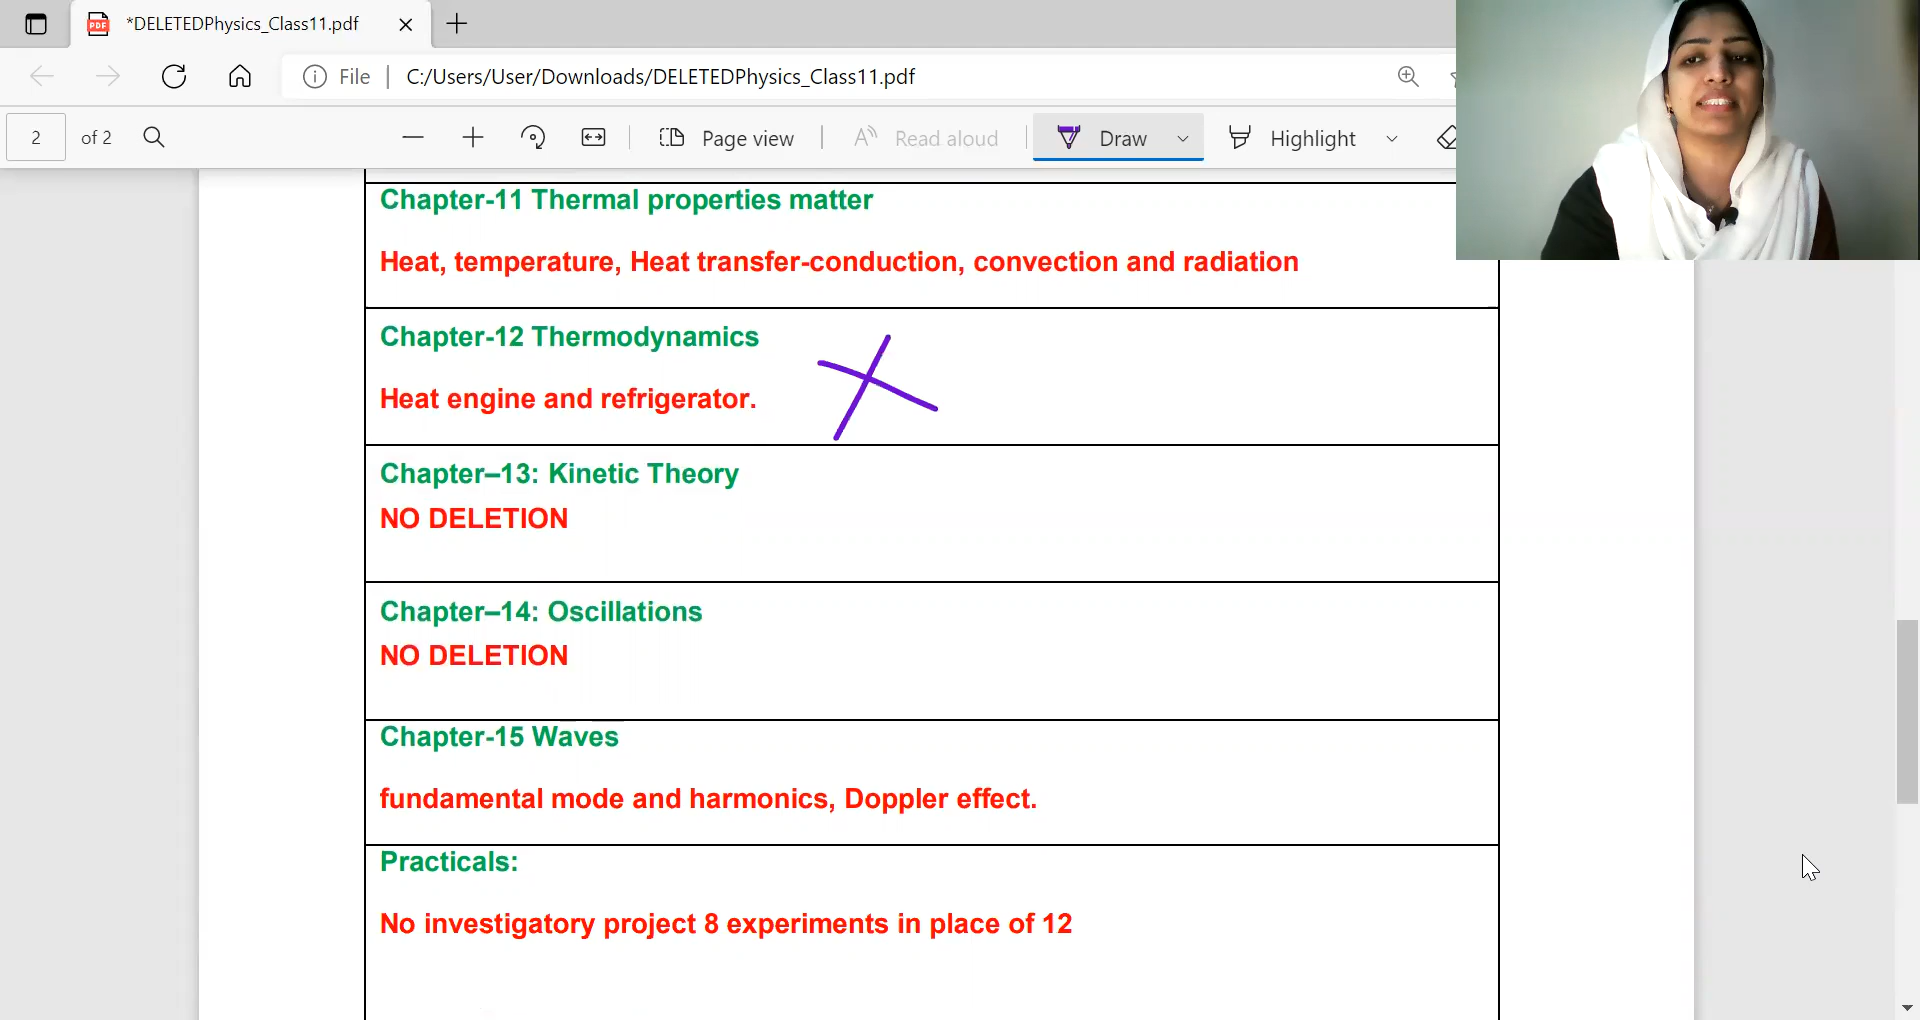 *DELETEDPhysics_Class11.pdf
File | C:/Users/User/Downloads/DELETEDPhysics_Class11.pdf
2 of 2 Page view Read aloud Draw Highlight
Chapter-11 Thermal properties matter
Heat, temperature, Heat transfer-conduction, convection and radiation
Chapter-12 Thermodynamics
Heat engine and refrigerator.
Chapter–13: Kinetic Theory
NO DELETION
Chapter–14: Oscillations
NO DELETION
Chapter-15 Waves
fundamental mode and harmonics, Doppler effect.
Practicals:
No investigatory project 8 experiments in place of 12